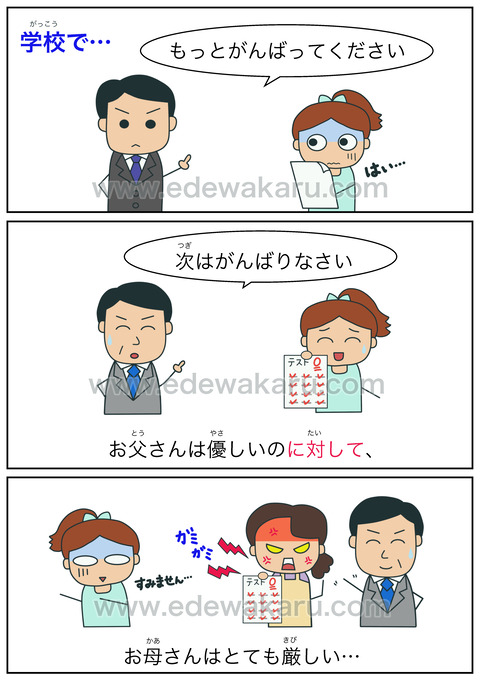 がっこう
学校で…
もっとがんばってください
はい…
www.edewakaru.com
つぎ
次はがんばりなさい
テスト 0
www.edewakaru.com
とう やさ たい
お父さんは優しいのに対して、
ガミ
ガミ
すみません…
テスト 0
www.edewakaru.com
かあ きび
お母さんはとても厳しい…